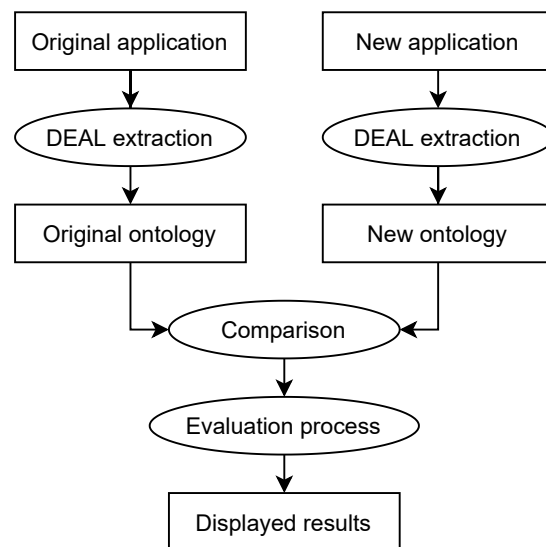 Original application
New application
DEAL extraction
DEAL extraction
Original ontology
New ontology
Comparison
Evaluation process
Displayed results